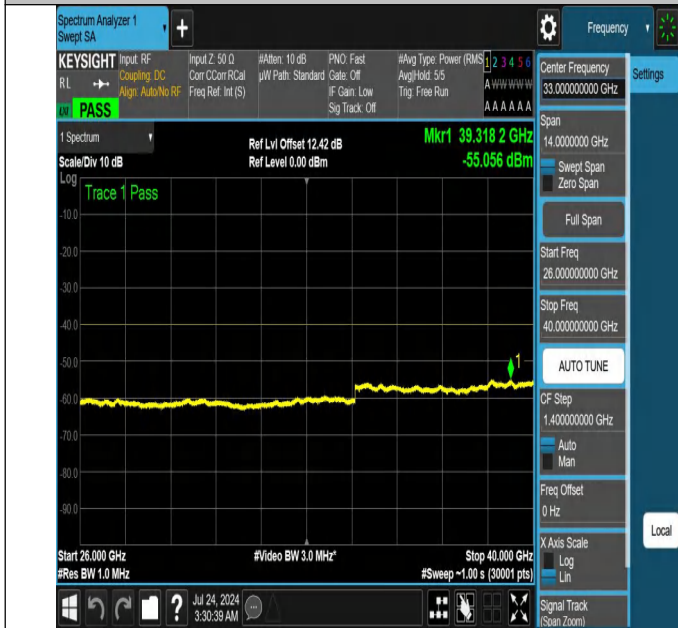 Spectrum Analyzer 1
Swept SA
+
Frequency
KEYSIGHT
RL
PASS
Input: RF
Coupling: DC
Align: Auto/No RF
Input Z: 50 Ω
Corr CCorr RCal
Freq Ref: Int (S)
#Atten: 10 dB
µW Path: Standard
PNO: Fast
Gate: Off
IF Gain: Low
Sig Track: Off
#Avg Type: Power (RMS
Avg|Hold: 5/5
Trig: Free Run
1 2 3 4 5 6
A W W W W W
A A A A A A
Center Frequency
33.000000000 GHz
Settings
1 Spectrum
Ref Lvl Offset 12.42 dB
Mkr1 39.318 2 GHz
Scale/Div 10 dB
Ref Level 0.00 dBm
-55.056 dBm
Log
Trace 1 Pass
-10.0
-20.0
-30.0
-40.0
-50.0
-60.0
-70.0
-80.0
-90.0
1
Start 26.000 GHz
#Video BW 3.0 MHz*
Stop 40.000 GHz
#Res BW 1.0 MHz
#Sweep ~1.00 s (30001 pts)
Span
14.0000000 GHz
Swept Span
Zero Span
Full Span
Start Freq
26.000000000 GHz
Stop Freq
40.000000000 GHz
AUTO TUNE
CF Step
1.400000000 GHz
Auto
Man
Freq Offset
0 Hz
X Axis Scale
Log
Lin
Local
Signal Track
(Span Zoom)
?
Jul 24, 2024
3:30:39 AM